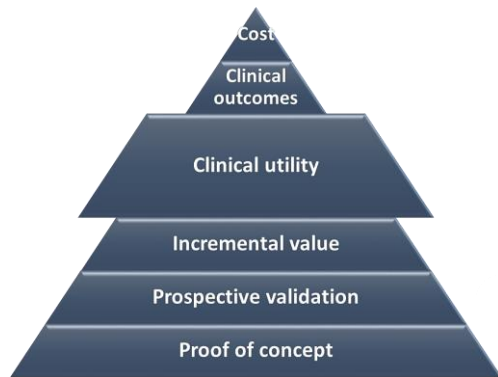 Cost
Clinical
outcomes
Clinical utility
Incremental value
Prospective validation
Proof of concept